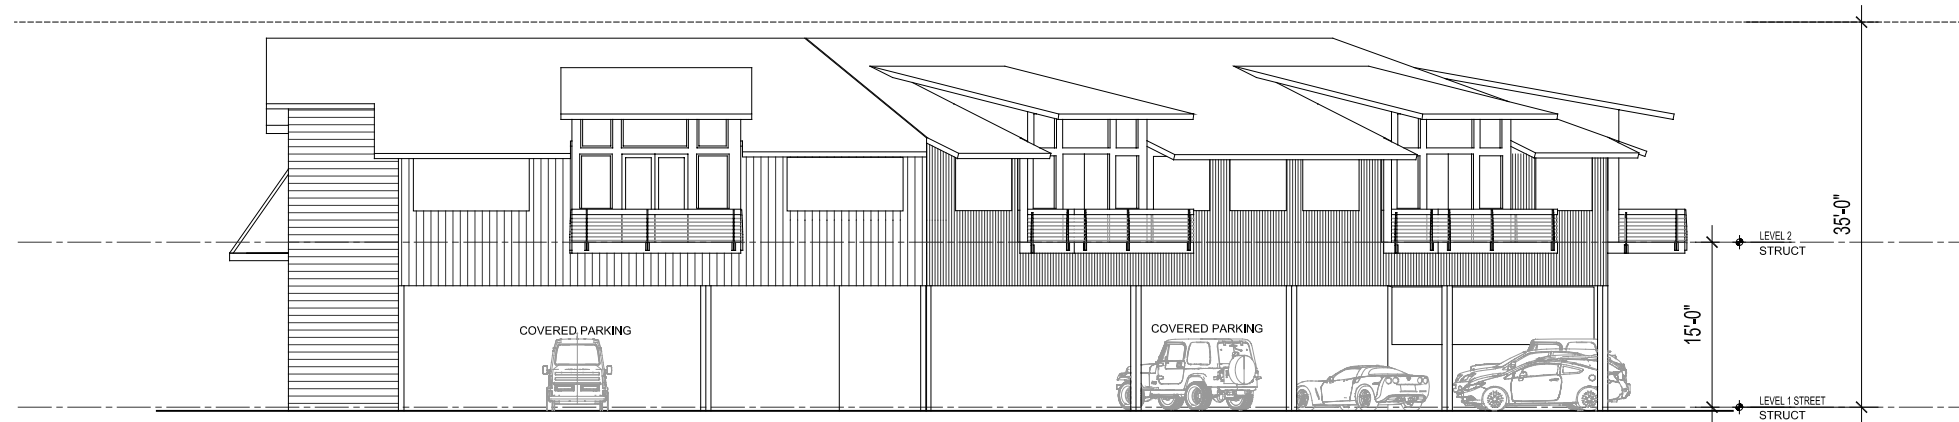 35'-0"
LEVEL 2
STRUCT
15'-0"
COVERED PARKING
COVERED PARKING
LEVEL 1 STREET
STRUCT